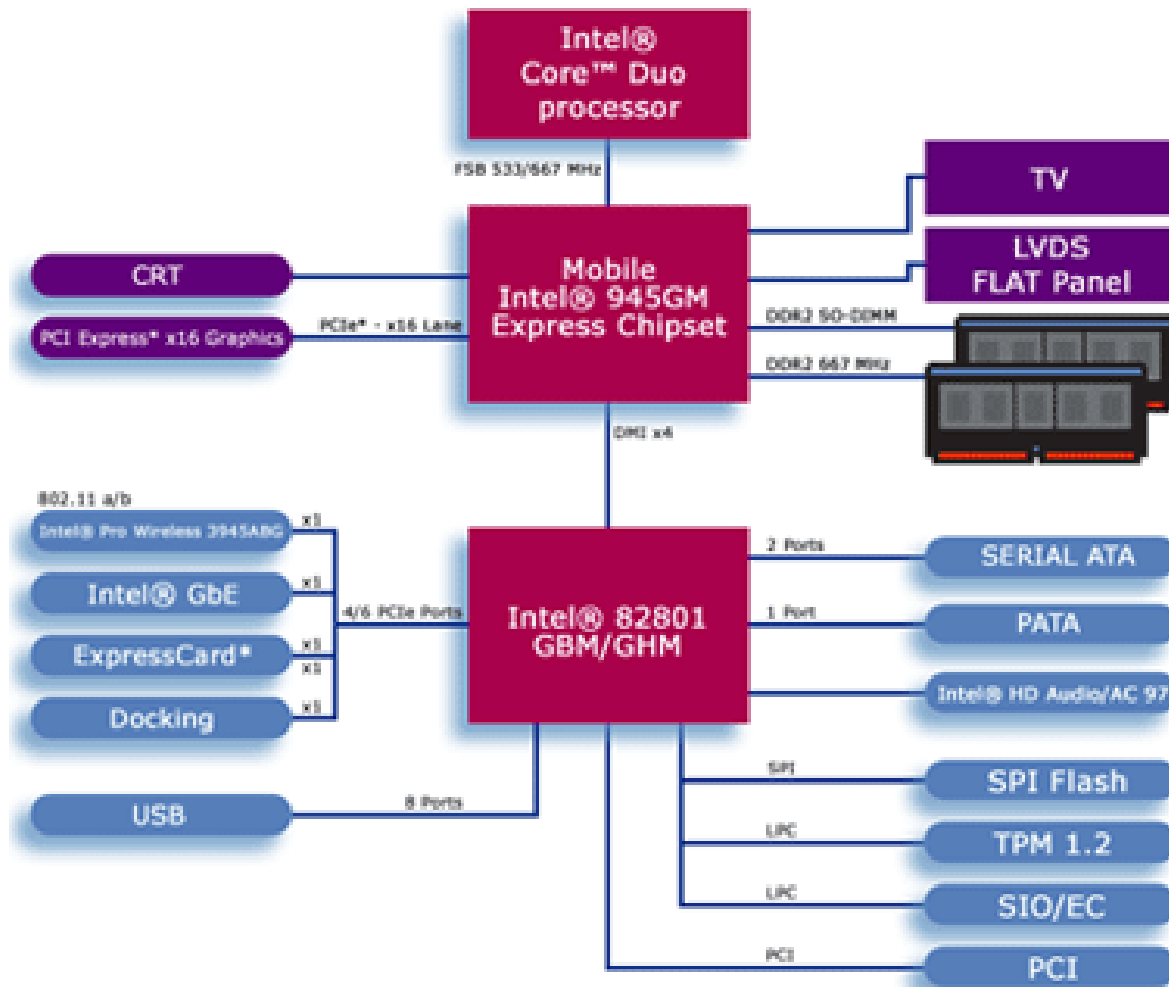 Intel®
Core™ Duo
processor
FSB 533/667 MHz
TV
LVDS
FLAT Panel
CRT
PCI Express* x16 Graphics
PCIe* - x16 Lane
Mobile
Intel® 945GM
Express Chipset
DDR2 SO-DIMM
DDR2 667 MHz
DMI x4
802.11 a/b
Intel® Pro Wireless 3945ABG
x1
Intel® GbE
x1
ExpressCard*
x1
x1
Docking
x1
4/6 PCIe Ports
Intel® 82801
GBM/GHM
2 Ports
SERIAL ATA
1 Port
PATA
Intel® HD Audio/AC 97
USB
8 Ports
SPI
SPI Flash
LPC
TPM 1.2
LPC
SIO/EC
PCI
PCI